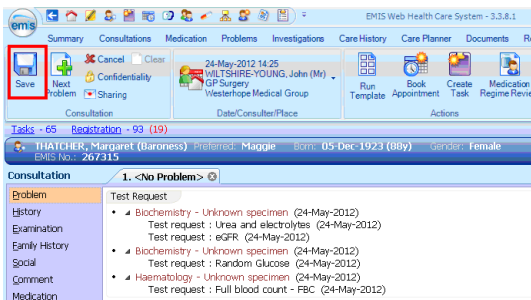 emis
EMIS Web Health Care System - 3.3.8.1
Summary Consultations Medication Problems Investigations Care History Care Planner Documents R
Save
Next Problem
Cancel Clear
Confidentiality
Sharing
Consultation
24-May-2012 14:25
WILTSHIRE-YOUNG, John (Mr)
GP Surgery
Westerhope Medical Group
Date/Consulter/Place
Run Template
Book Appointment
Create Task
Medication Regime Revie
Actions
Tasks - 65 Registration - 93 (19)
THATCHER, Margaret (Baroness) Preferred: Maggie Born: 05-Dec-1923 (88y) Gender: Female
EMIS No.: 267315
Consultation
1. <No Problem>
Problem
History
Examination
Family History
Social
Comment
Medication
Test Request
Biochemistry - Unknown specimen (24-May-2012)
Test request : Urea and electrolytes (24-May-2012)
Test request : eGFR (24-May-2012)
Biochemistry - Unknown specimen (24-May-2012)
Test request : Random Glucose (24-May-2012)
Haematology - Unknown specimen (24-May-2012)
Test request : Full blood count - FBC (24-May-2012)